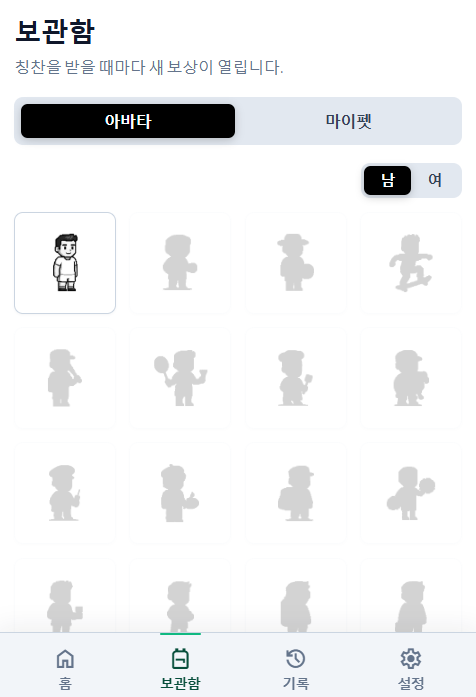 보관함
칭찬을 받을 때마다 새 보상이 열립니다.
아바타 마이펫
남 여
홈 보관함 기록 설정